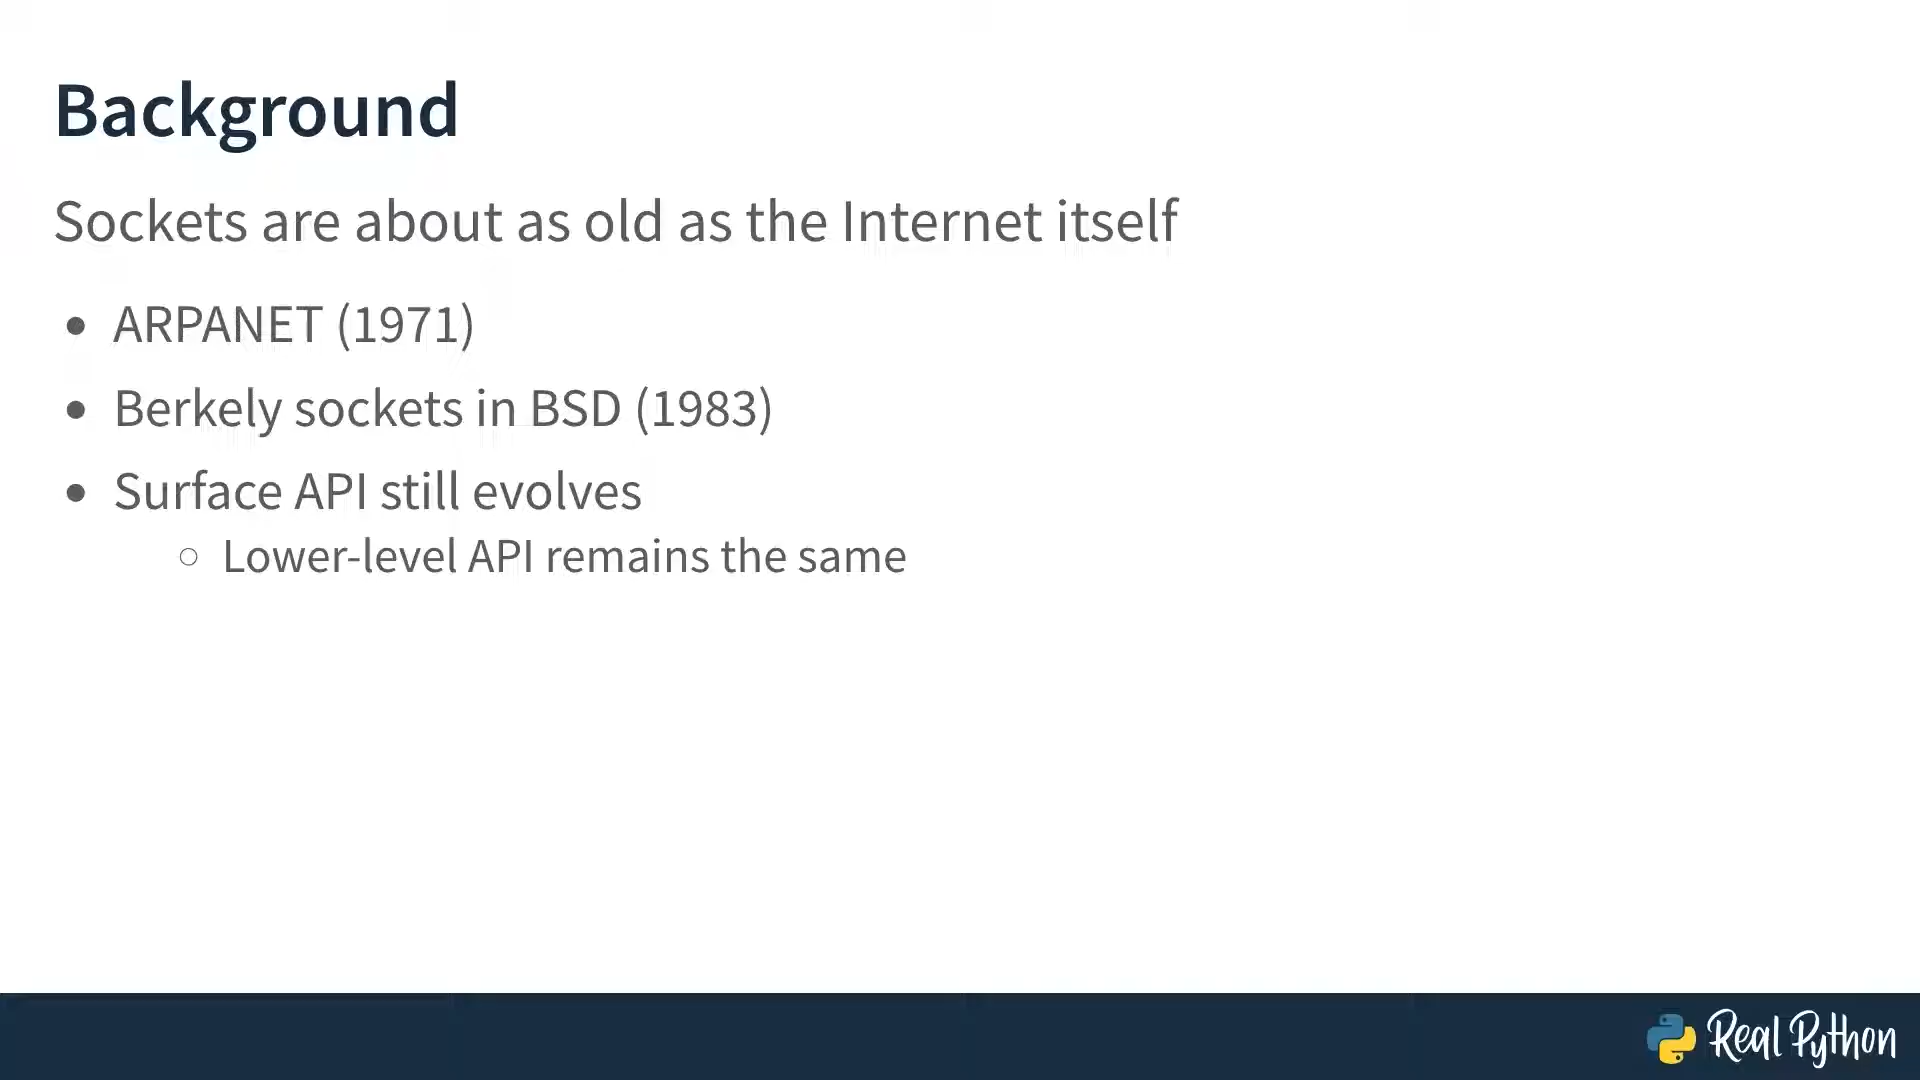 Background
Sockets are about as old as the Internet itself
• ARPANET (1971)
• Berkely sockets in BSD (1983)
• Surface API still evolves
○ Lower-level API remains the same
Real Python